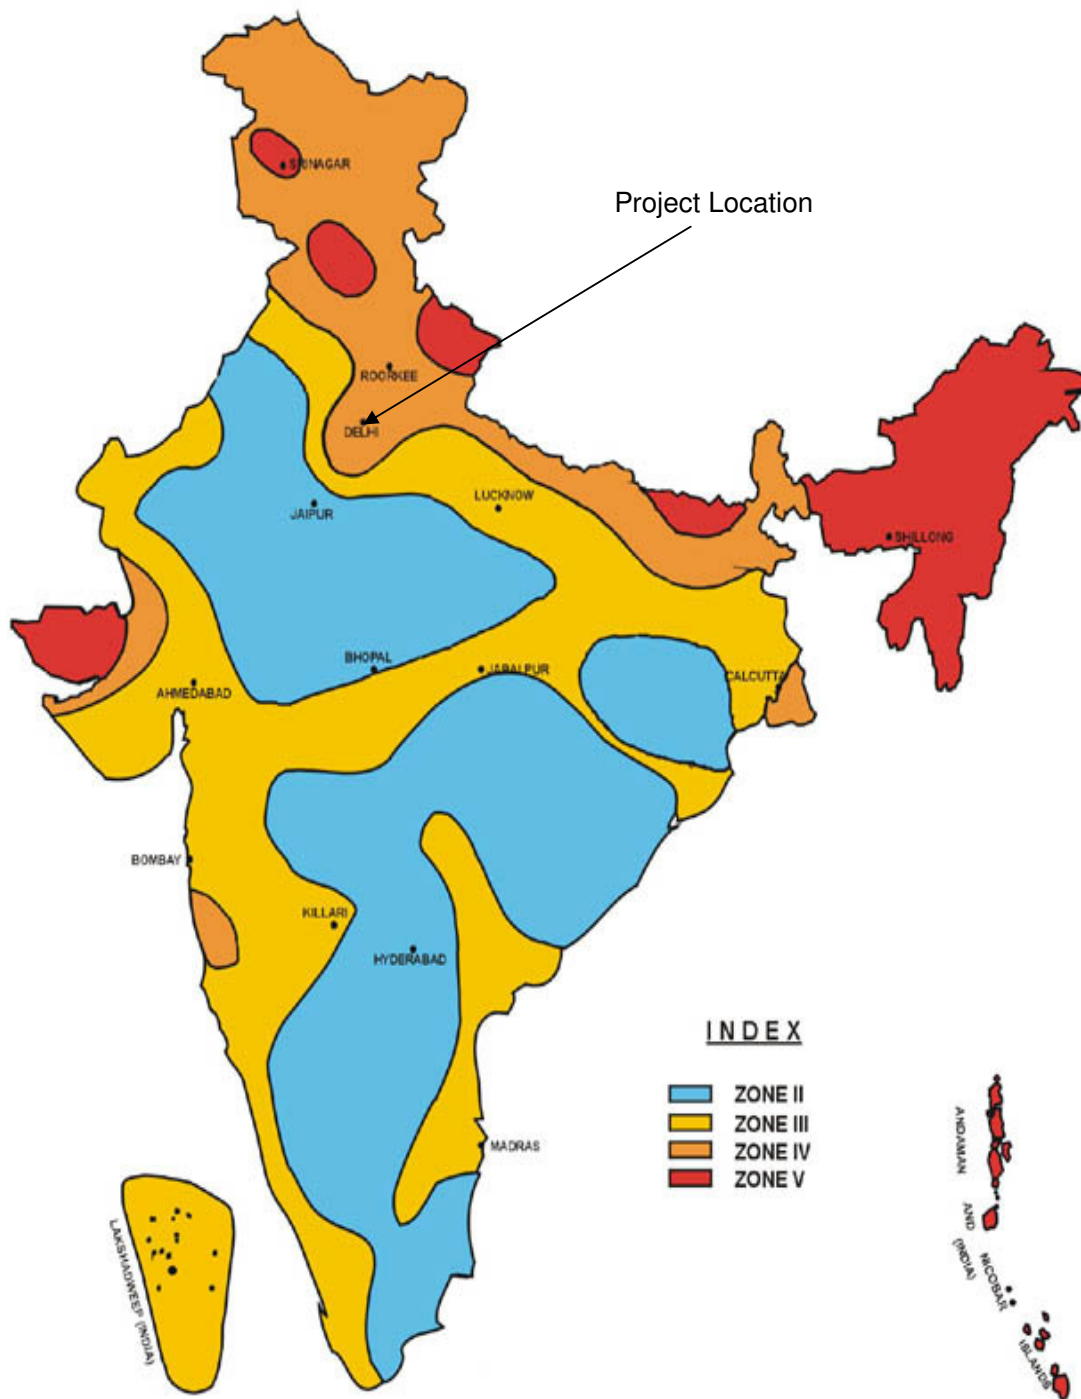 SRINAGAR
Project Location
ROORKEE
DELHI
LUCKNOW
JAIPUR
SHILLONG
BHOPAL
JABALPUR
CALCUTTA
AHMEDABAD
BOMBAY
KILLARI
HYDERABAD
INDEX
ZONE II
ZONE III
ZONE IV
ZONE V
MADRAS
ANDAMAN
AND
NICOBAR
ISLANDS
(INDIA)
LAKSHADWEEP (INDIA)